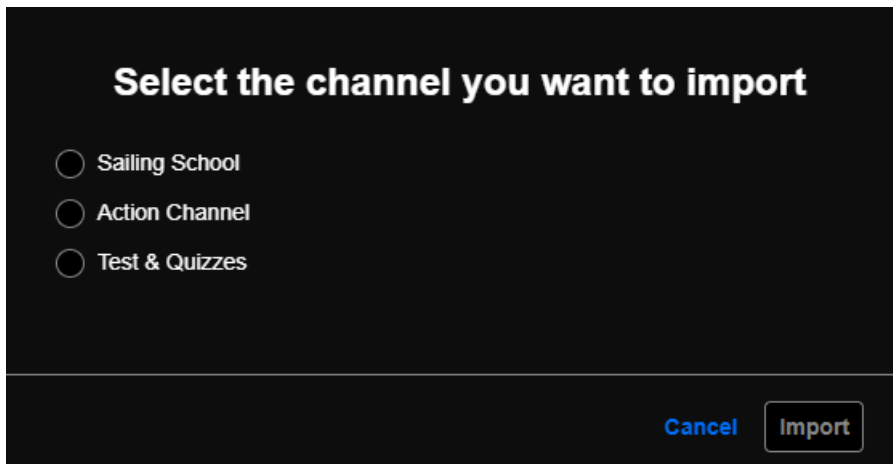 Select the channel you want to import
Sailing School
Action Channel
Test & Quizzes
Cancel Import